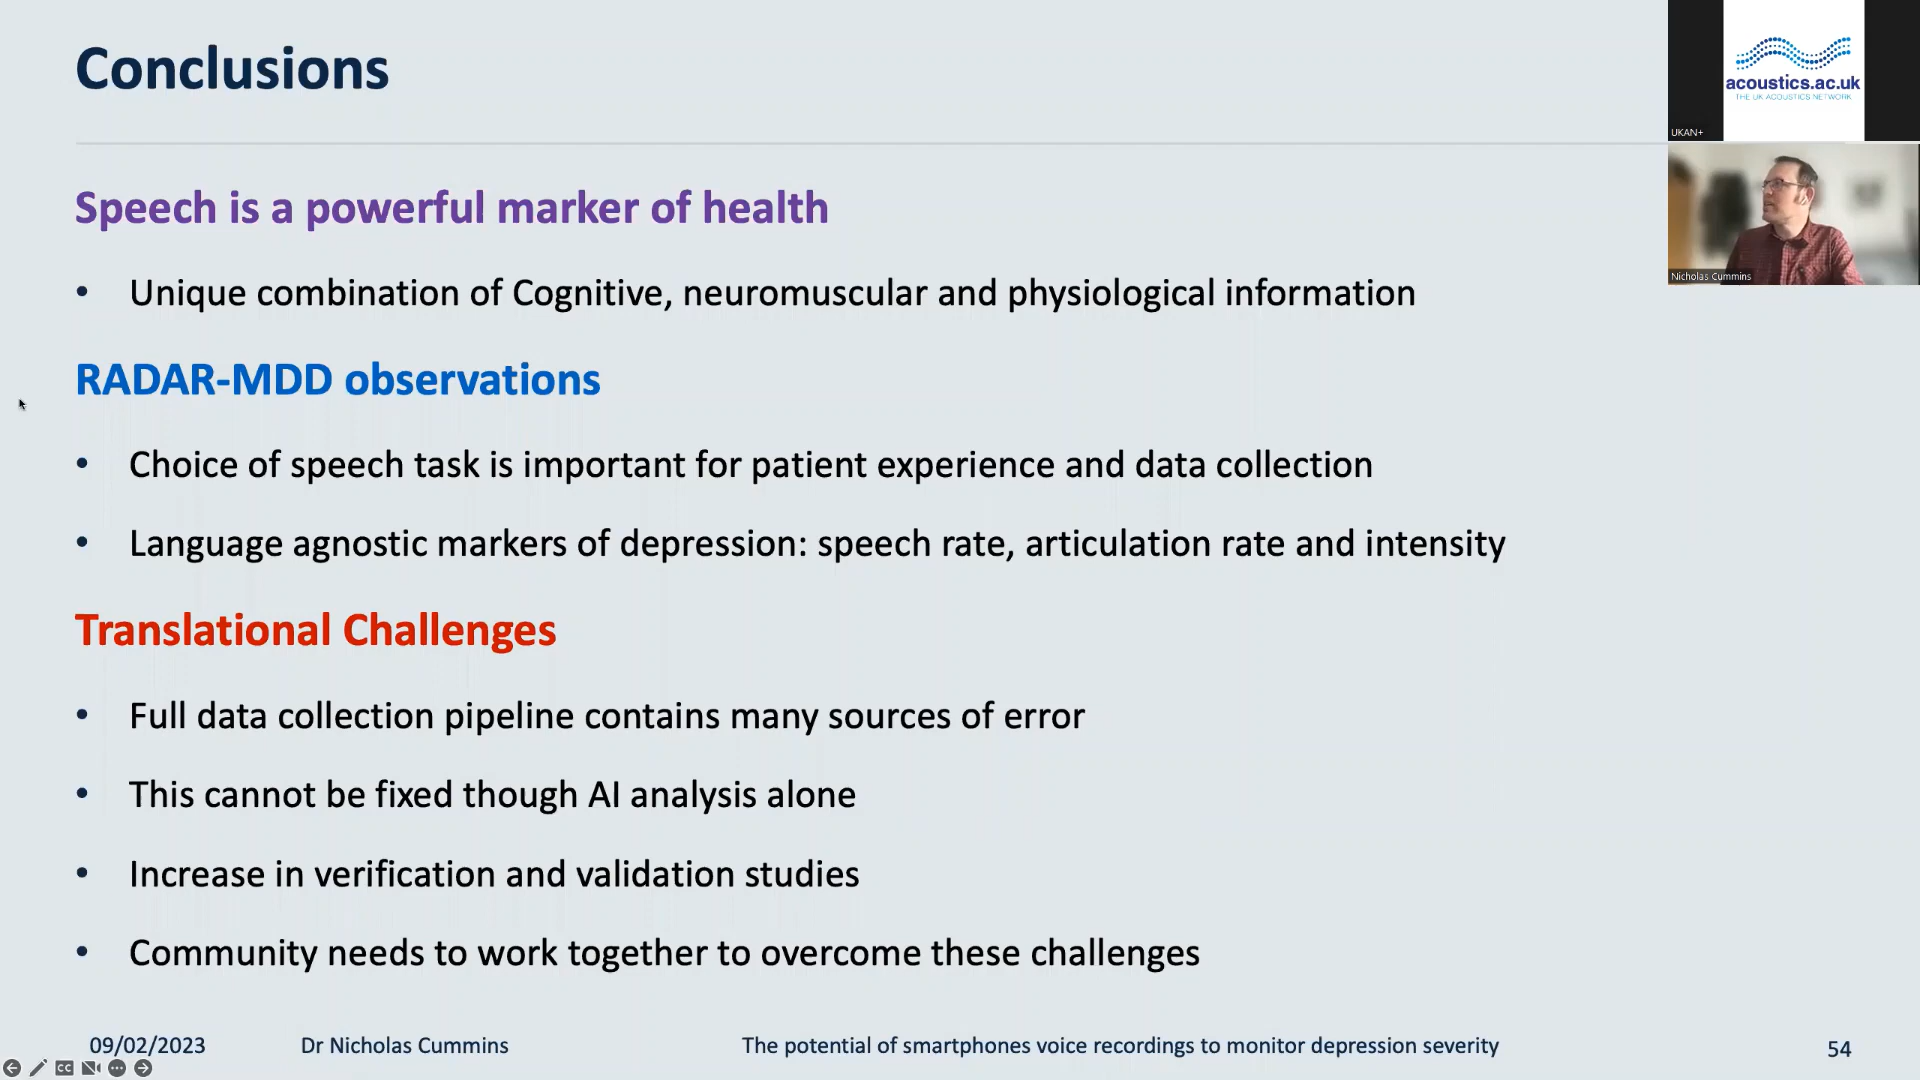 Conclusions
acoustics.ac.uk
THE UK ACOUSTICS NETWORK
UKAN+
Nicholas Cummins
Speech is a powerful marker of health
• Unique combination of Cognitive, neuromuscular and physiological information
RADAR-MDD observations
• Choice of speech task is important for patient experience and data collection
• Language agnostic markers of depression: speech rate, articulation rate and intensity
Translational Challenges
• Full data collection pipeline contains many sources of error
• This cannot be fixed though AI analysis alone
• Increase in verification and validation studies
• Community needs to work together to overcome these challenges
09/02/2023 Dr Nicholas Cummins The potential of smartphones voice recordings to monitor depression severity 54
CC